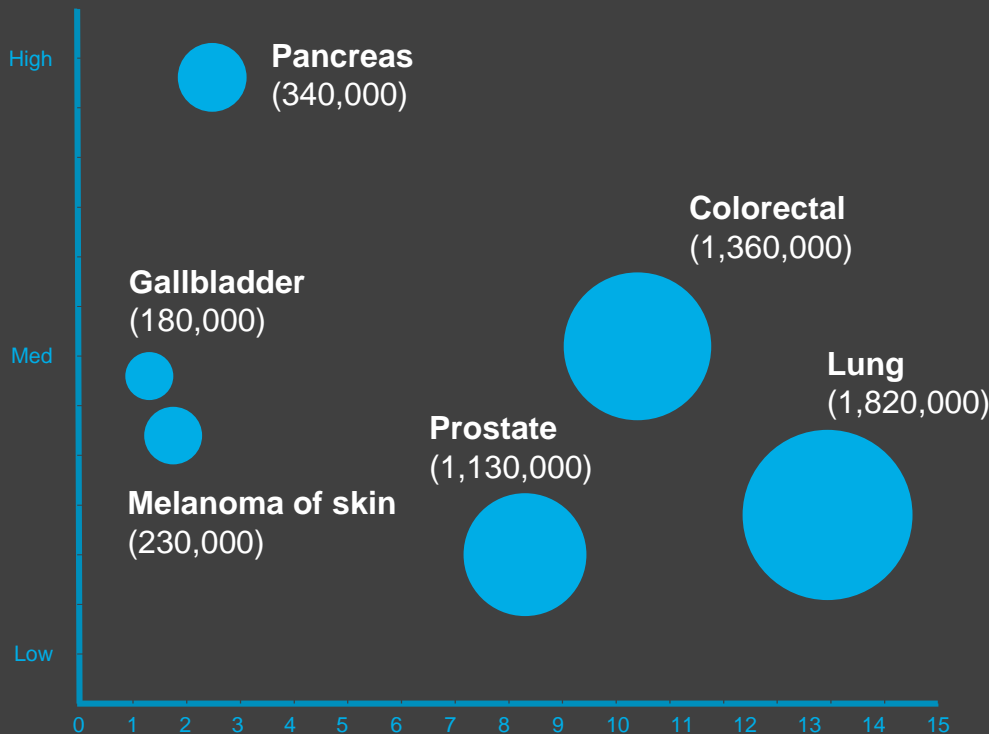 High
Pancreas
(340,000)
Colorectal
(1,360,000)
Gallbladder
(180,000)
Med
Lung
(1,820,000)
Prostate
(1,130,000)
Melanoma of skin
(230,000)
Low
0 1 2 3 4 5 6 7 8 9 10 11 12 13 14 15